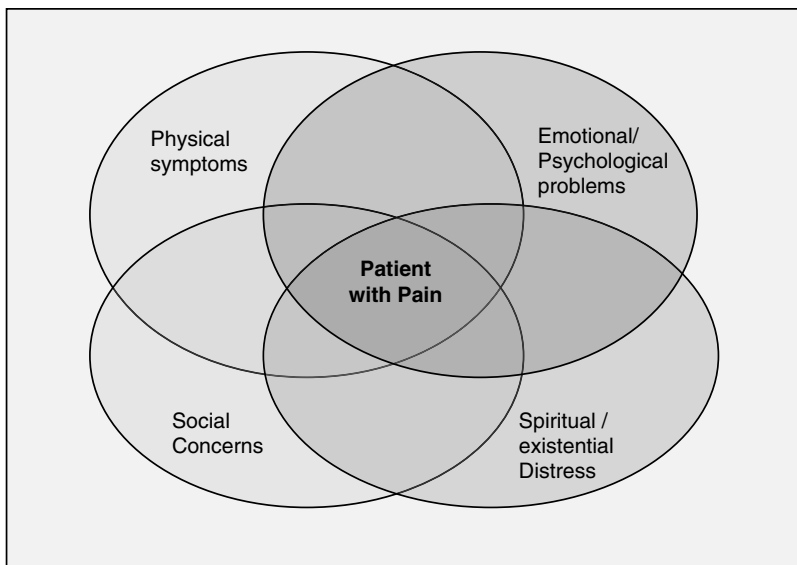 Physical
symptoms
Emotional/
Psychological
problems
Patient
with Pain
Social
Concerns
Spiritual /
existential
Distress